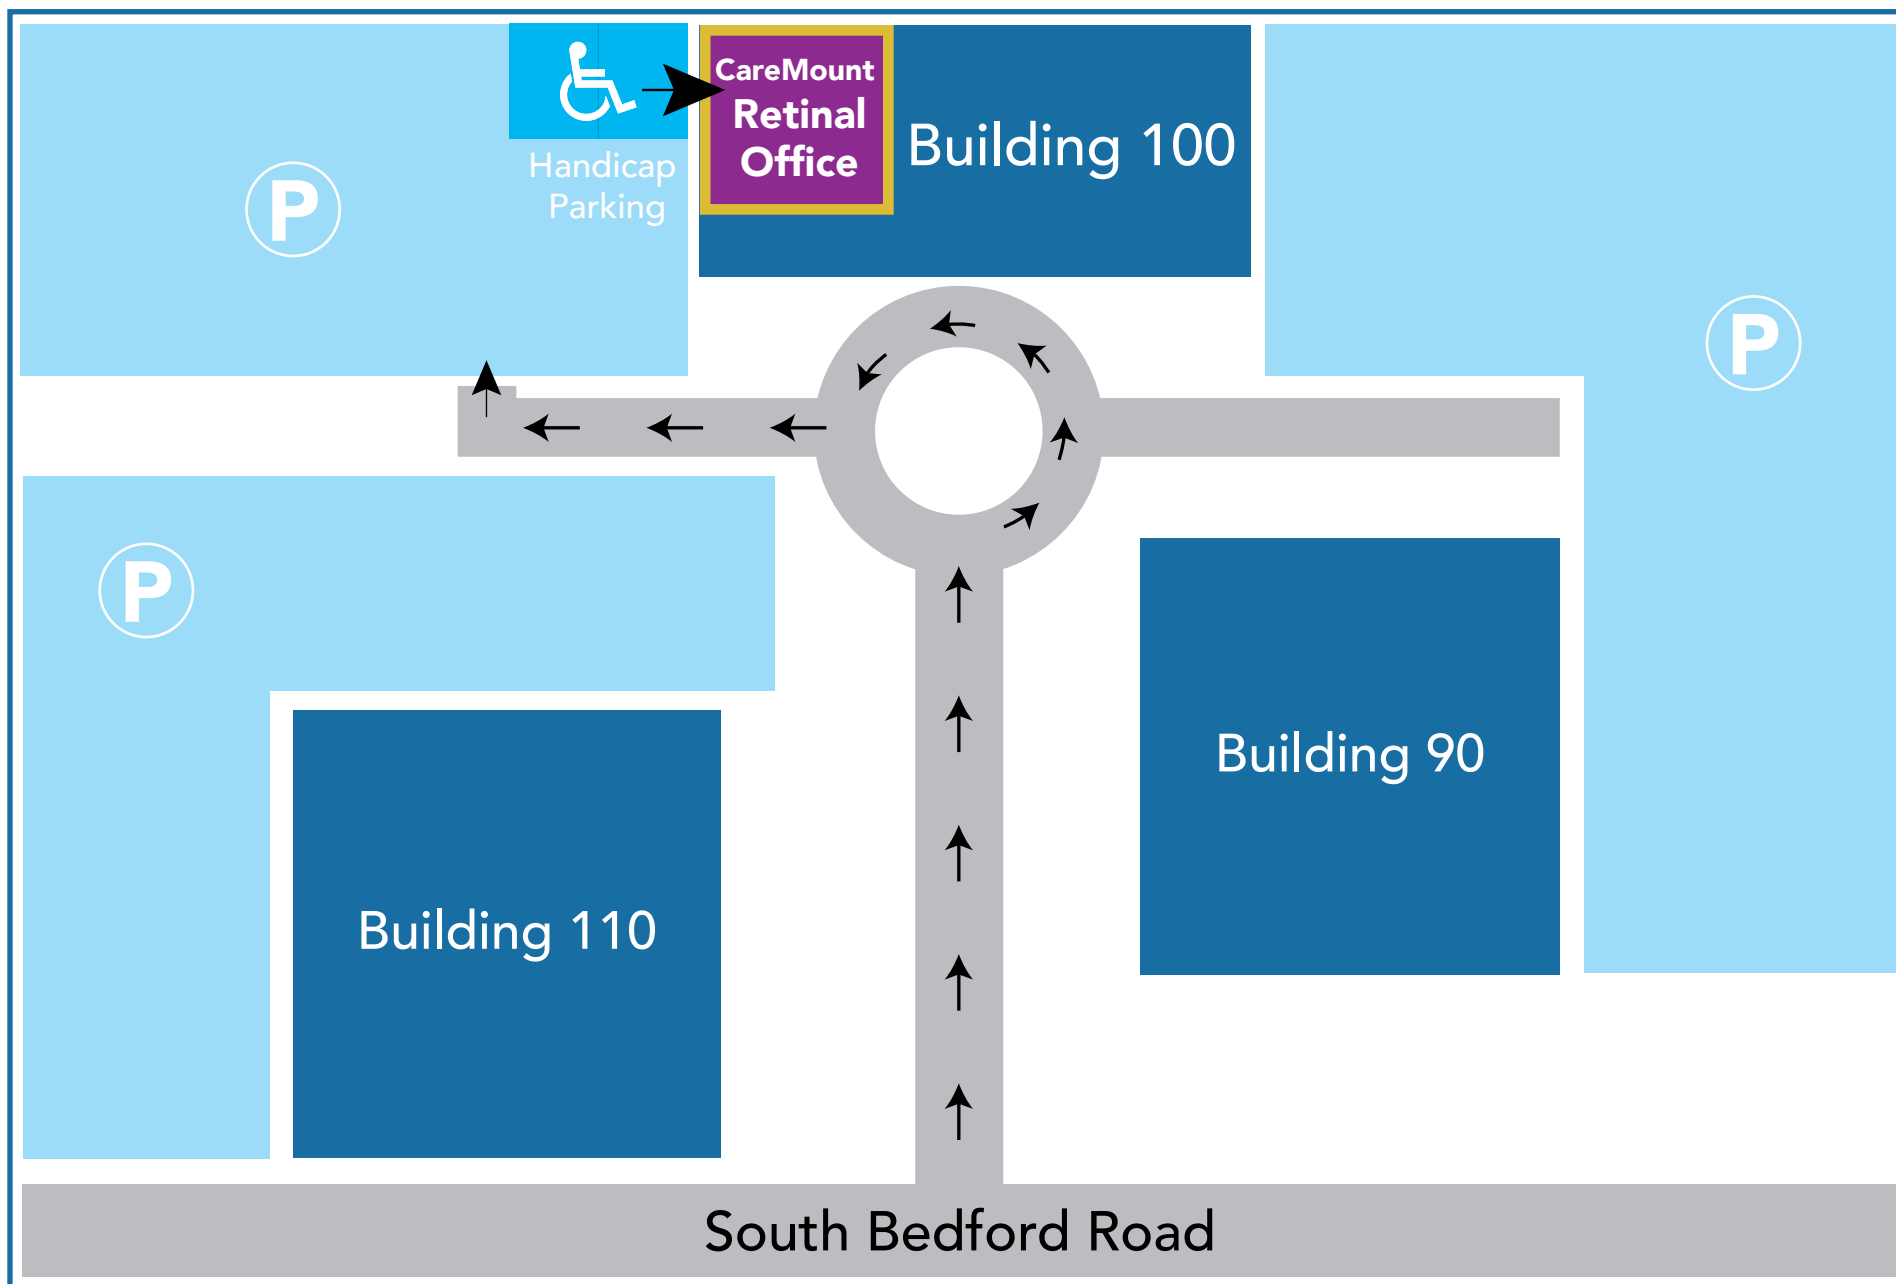 CareMount
Retinal
Office
Building 100
Handicap
Parking
P
P
P
Building 90
Building 110
South Bedford Road